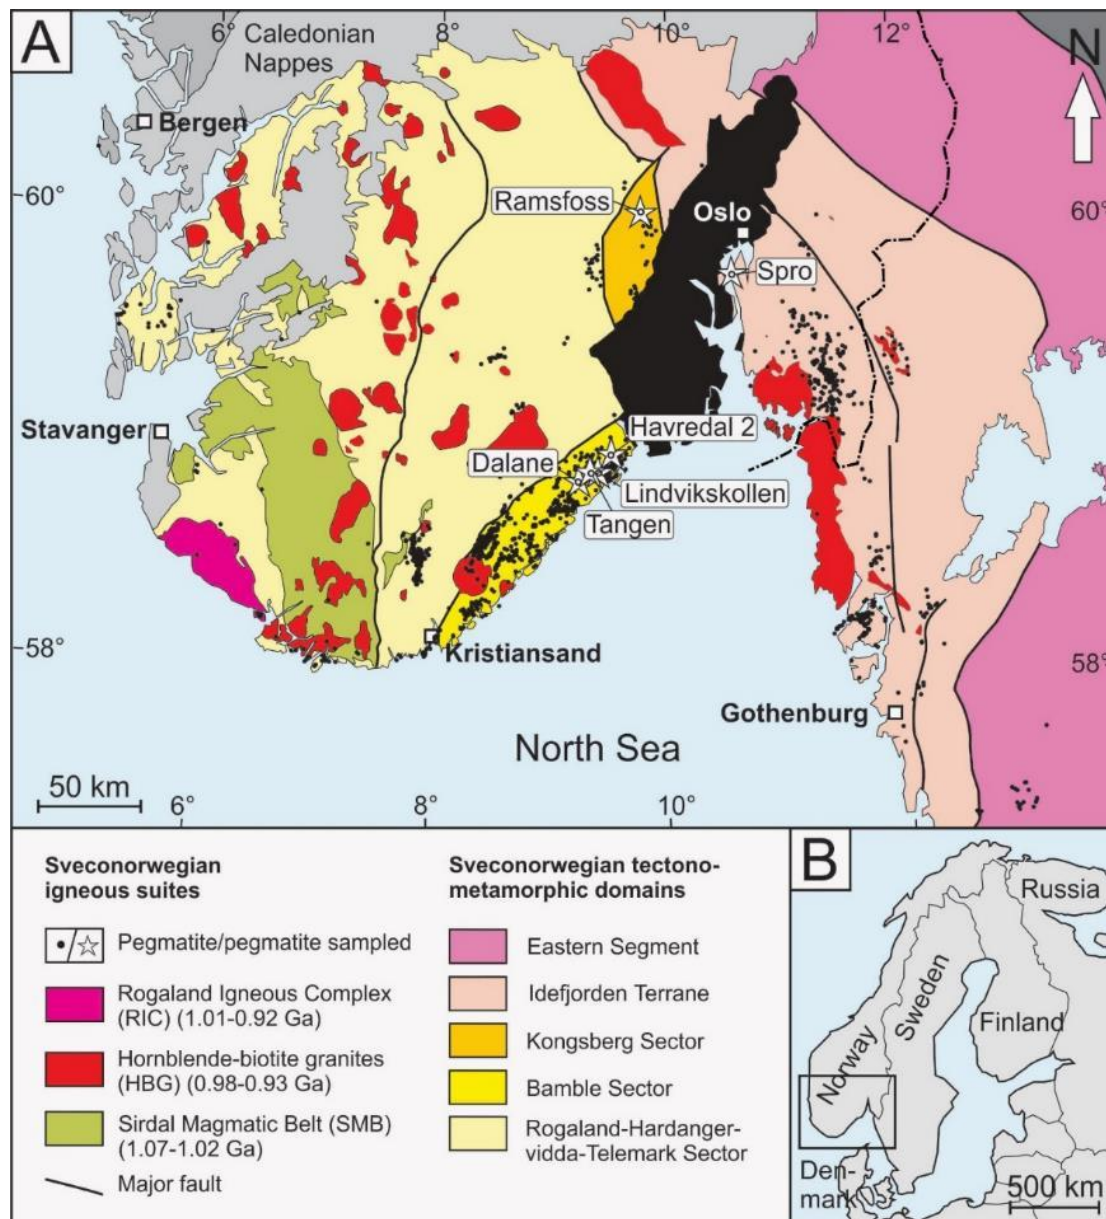 A
6°
8°
10°
12°
N
Caledonian
Nappes
Bergen
60°
60°
Ramsfoss
Oslo
Spro
Stavanger
Havredal 2
Dalane
Lindvikskollen
Tangen
58°
58°
Kristiansand
Gothenburg
North Sea
50 km
6°
8°
10°
Sveconorwegian
igneous suites
Pegmatite/pegmatite sampled
Rogaland Igneous Complex
(RIC) (1.01-0.92 Ga)
Hornblende-biotite granites
(HBG) (0.98-0.93 Ga)
Sirdal Magmatic Belt (SMB)
(1.07-1.02 Ga)
Major fault
Sveconorwegian tectono-
metamorphic domains
Eastern Segment
Idefjorden Terrane
Kongsberg Sector
Bamble Sector
Rogaland-Hardanger-
vidda-Telemark Sector
B
Russia
Sweden
Finland
Norway
Den-
mark
500 km